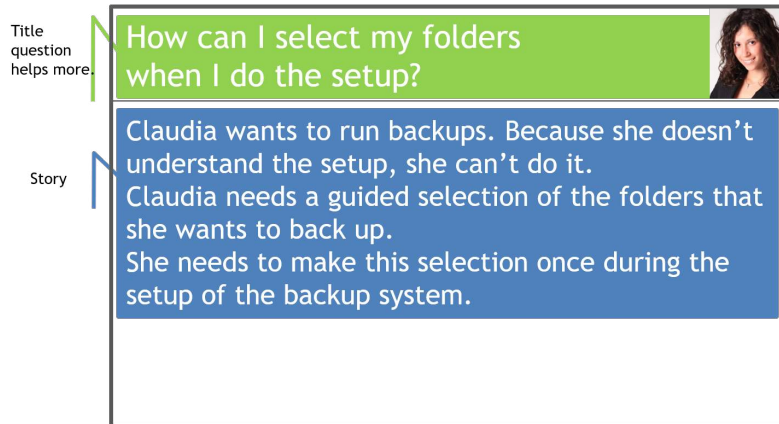 Title
question
helps more.
How can I select my folders
when I do the setup?
Story
Claudia wants to run backups. Because she doesn’t
understand the setup, she can’t do it.
Claudia needs a guided selection of the folders that
she wants to back up.
She needs to make this selection once during the
setup of the backup system.